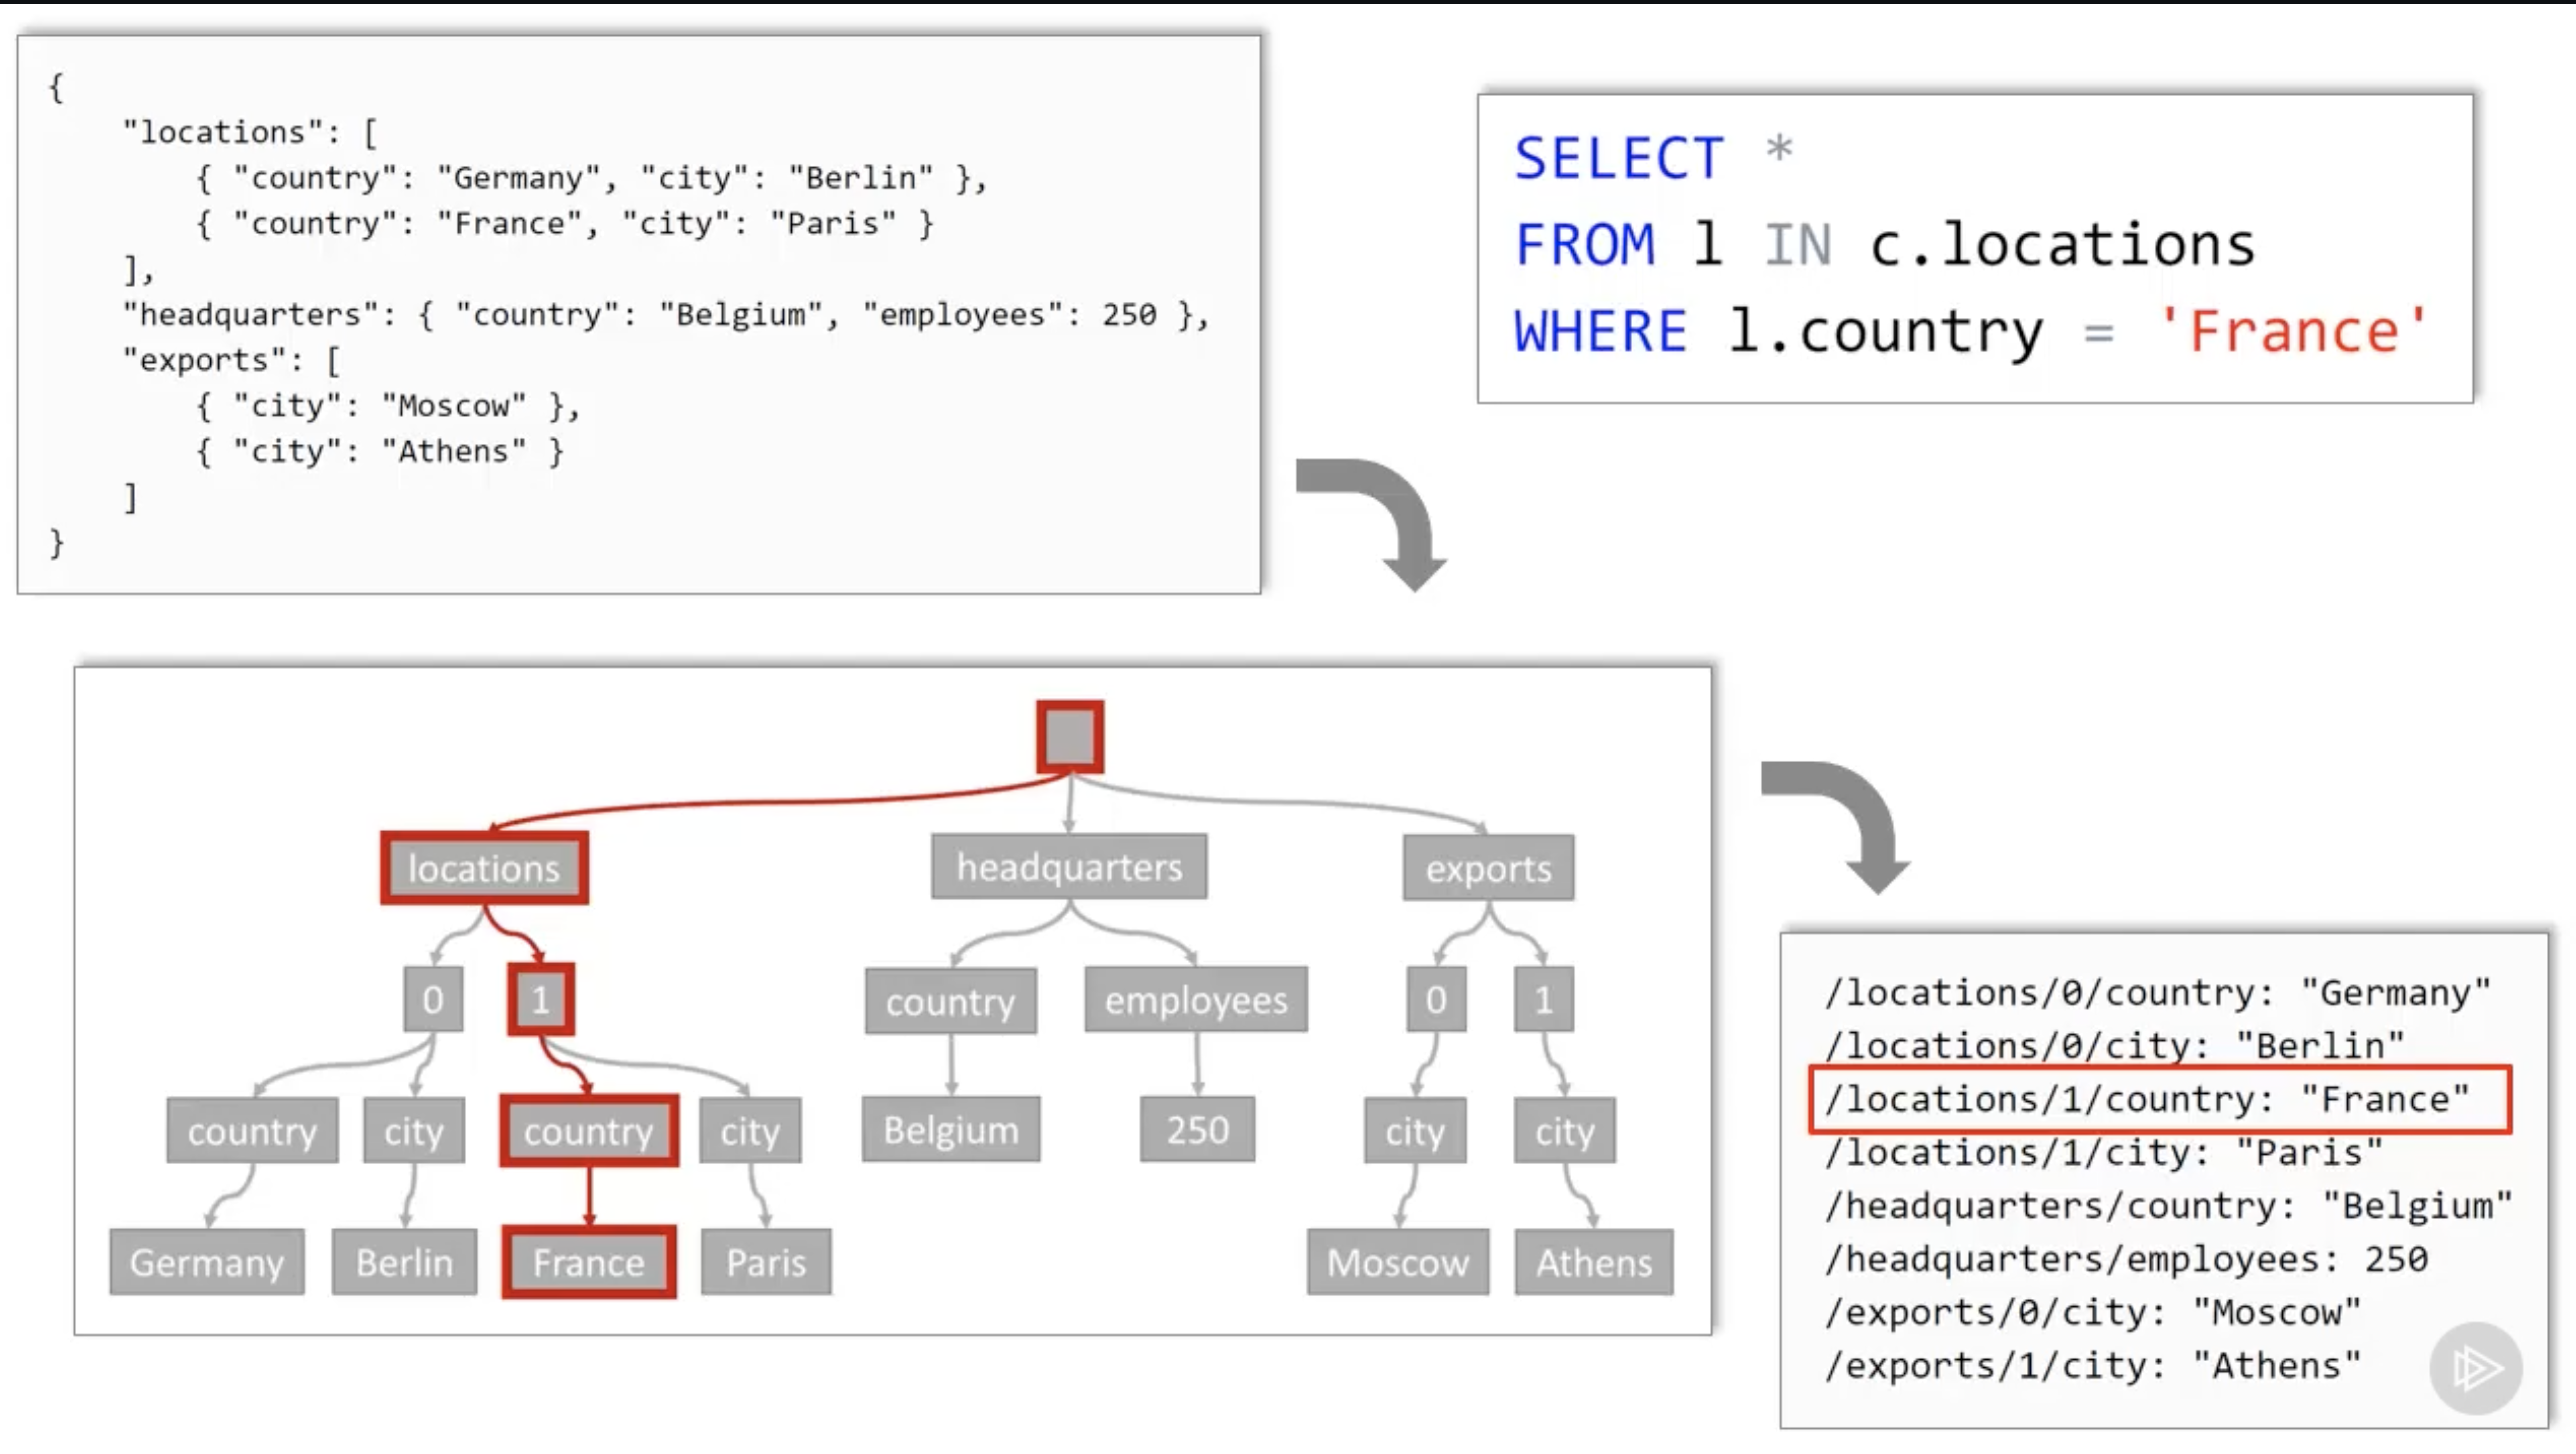 {
"locations": [
{ "country": "Germany", "city": "Berlin" },
{ "country": "France", "city": "Paris" }
],
"headquarters": { "country": "Belgium", "employees": 250 },
"exports": [
{ "city": "Moscow" },
{ "city": "Athens" }
]
}
SELECT *
FROM l IN c.locations
WHERE l.country = 'France'
locations headquarters exports
0 1 country employees 0 1
country city country city Belgium 250 city city
Germany Berlin France Paris Moscow Athens
/locations/0/country: "Germany"
/locations/0/city: "Berlin"
/locations/1/country: "France"
/locations/1/city: "Paris"
/headquarters/country: "Belgium"
/headquarters/employees: 250
/exports/0/city: "Moscow"
/exports/1/city: "Athens"